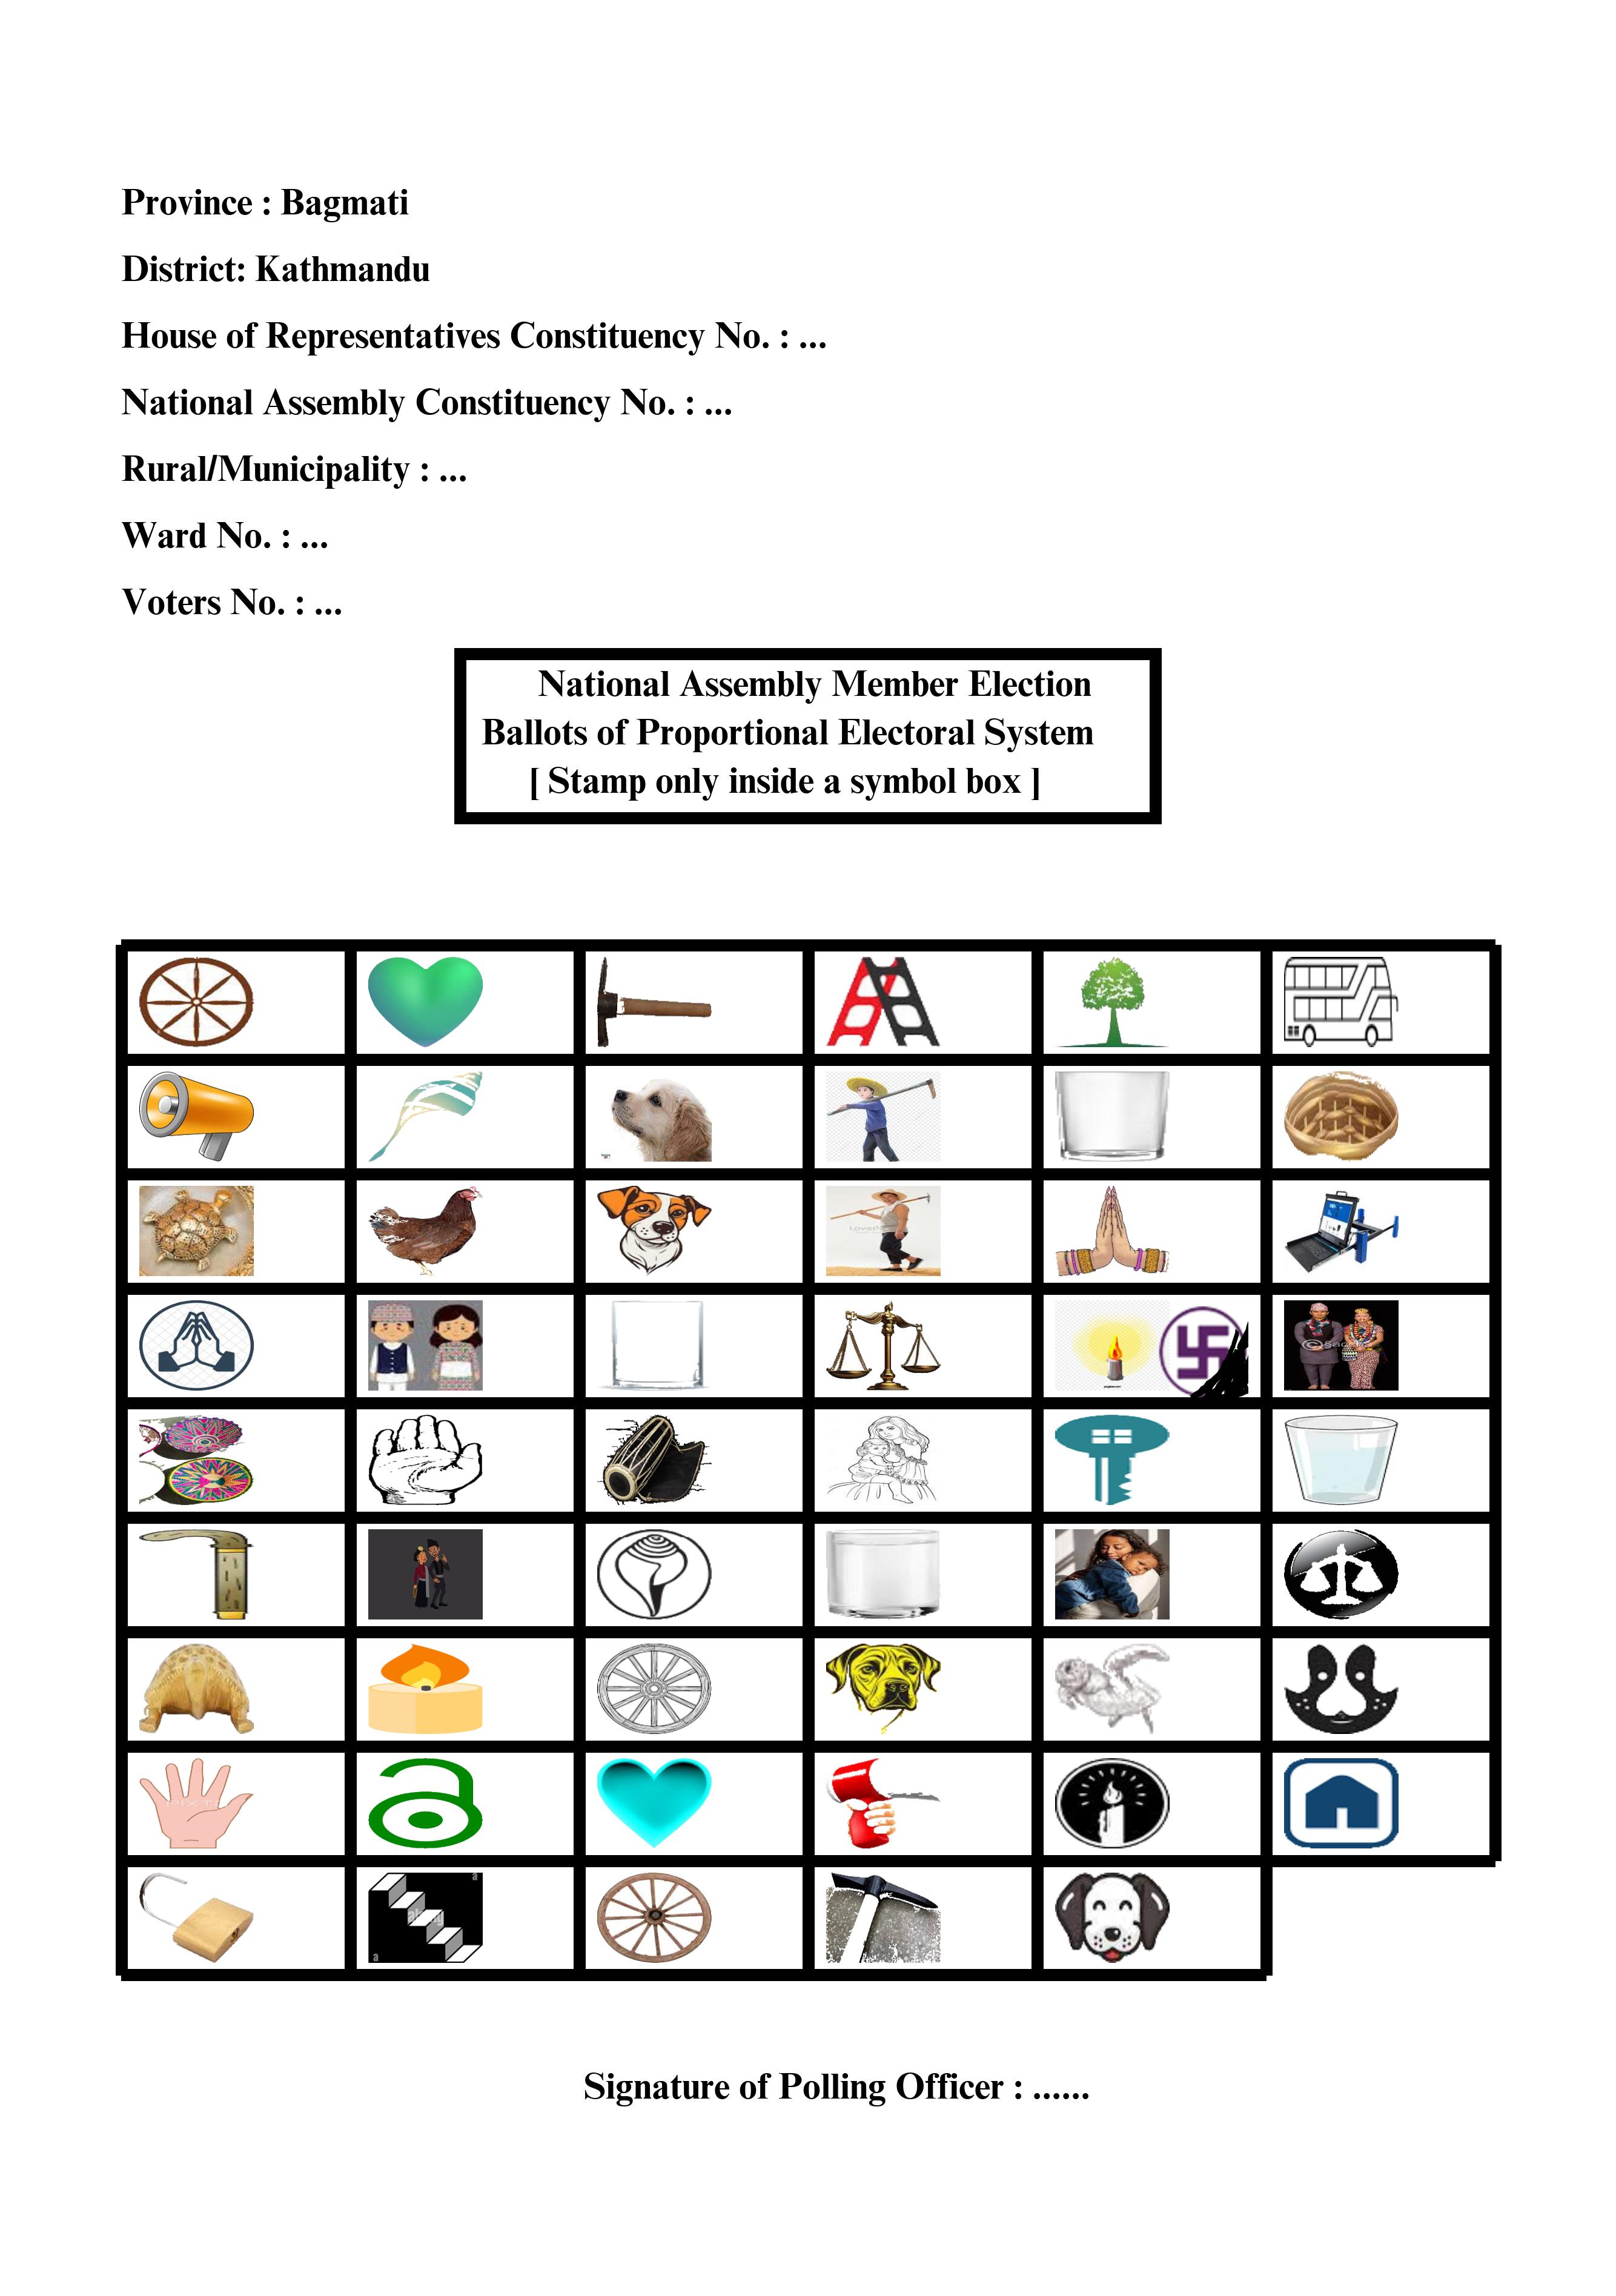 Province : Bagmati
District: Kathmandu
House of Representatives Constituency No. : ...
National Assembly Constituency No. : ...
Rural/Municipality : ...
Ward No. : ...
Voters No. : ...
National Assembly Member Election
Ballots of Proportional Electoral System
[ Stamp only inside a symbol box ]
Signature of Polling Officer : ......